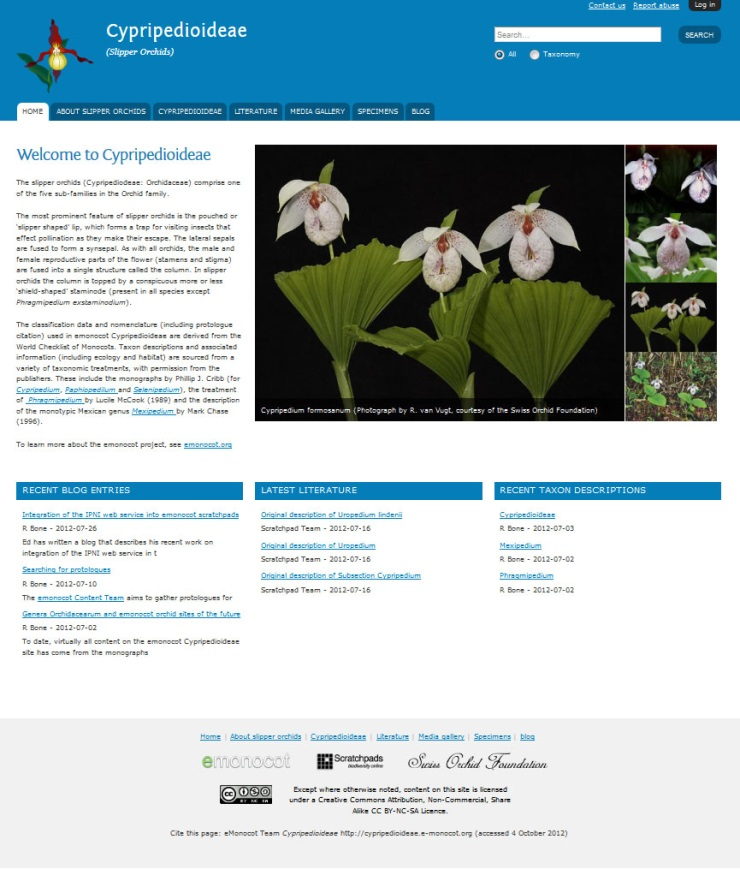 Contact us Report abuse Log in
Cypripedioideae
(Slipper Orchids)
Search...
SEARCH
All Taxonomy
HOME ABOUT SLIPPER ORCHIDS CYPRIPEDIOIDEAE LITERATURE MEDIA GALLERY SPECIMENS BLOG
Welcome to Cypripedioideae
The slipper orchids (Cypripediodeae: Orchidaceae) comprise one
of the five sub-families in the Orchid family.
The most prominent feature of slipper orchids is the pouched or
'slipper shaped' lip, which forms a trap for visiting insects that
effect pollination as they make their escape. The lateral sepals
are fused to form a synsepal. As with all orchids, the male and
female reproductive parts of the flower (stamens and stigma)
are fused into a single structure called the column. In slipper
orchids the column is topped by a conspicuous more or less
'shield-shaped' staminode (present in all species except
Phragmipedium exstaminodium).
The classification data and nomenclature (including protologue
citation) used in emonocot Cypripedioideae are derived from the
World Checklist of Monocots. Taxon descriptions and associated
information (including ecology and habitat) are sourced from a
variety of taxonomic treatments, with permission from the
publishers. These include the monographs by Phillip J. Cribb (for
Cypripedium, Paphiopedilum and Selenipedium), the treatment
of Phragmipedium by Lucile McCook (1989) and the description
of the monotypic Mexican genus Mexipedium by Mark Chase
(1996).
To learn more about the emonocot project, see emonocot.org
Cypripedium formosanum (Photograph by R. van Vugt, courtesy of the Swiss Orchid Foundation)
RECENT BLOG ENTRIES
Integration of the IPNI web service into emonocot scratchpads
R Bone - 2012-07-26
Ed has written a blog that describes his recent work on
integration of the IPNI web service in t
Searching for protologues
R Bone - 2012-07-10
The emonocot Content Team aims to gather protologues for
Genera Orchidacearum and emonocot orchid sites of the future
R Bone - 2012-07-02
To date, virtually all content on the emonocot Cypripedioideae
site has come from the monographs
LATEST LITERATURE
Original description of Uropedium lindenii
Scratchpad Team - 2012-07-16
Original description of Uropedium
Scratchpad Team - 2012-07-16
Original description of Subsection Cypripedium
Scratchpad Team - 2012-07-16
RECENT TAXON DESCRIPTIONS
Cypripedioideae
R Bone - 2012-07-03
Mexipedium
R Bone - 2012-07-02
Phragmipedium
R Bone - 2012-07-02
Home | About slipper orchids | Cypripedioideae | Literature | Media gallery | Specimens | blog
emonocot Scratchpads Swiss Orchid Foundation
biodiversity online
cc BY NC SA
Except where otherwise noted, content on this site is licensed
under a Creative Commons Attribution, Non-Commercial, Share
Alike CC BY-NC-SA Licence.
Cite this page: eMonocot Team Cypripedioideae http://cypripedioideae.e-monocot.org (accessed 4 October 2012)